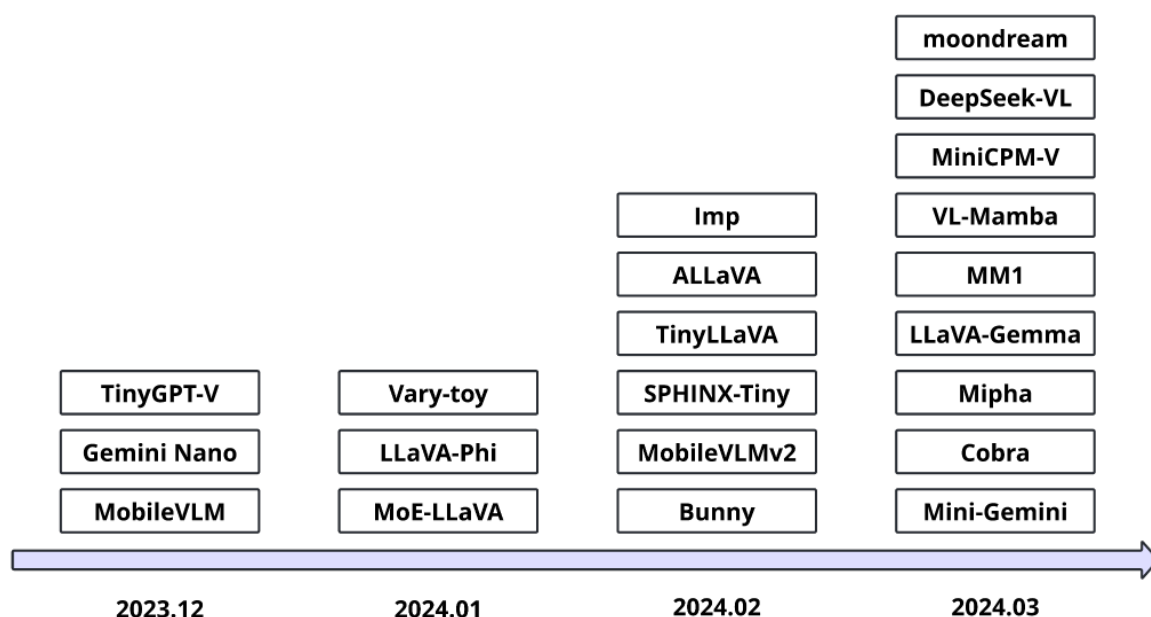 moondream
DeepSeek-VL
MiniCPM-V
Imp
VL-Mamba
ALLaVA
MM1
TinyLLaVA
LLaVA-Gemma
TinyGPT-V
Vary-toy
SPHINX-Tiny
Mipha
Gemini Nano
LLaVA-Phi
MobileVLMv2
Cobra
MobileVLM
MoE-LLaVA
Bunny
Mini-Gemini
2023.12
2024.01
2024.02
2024.03